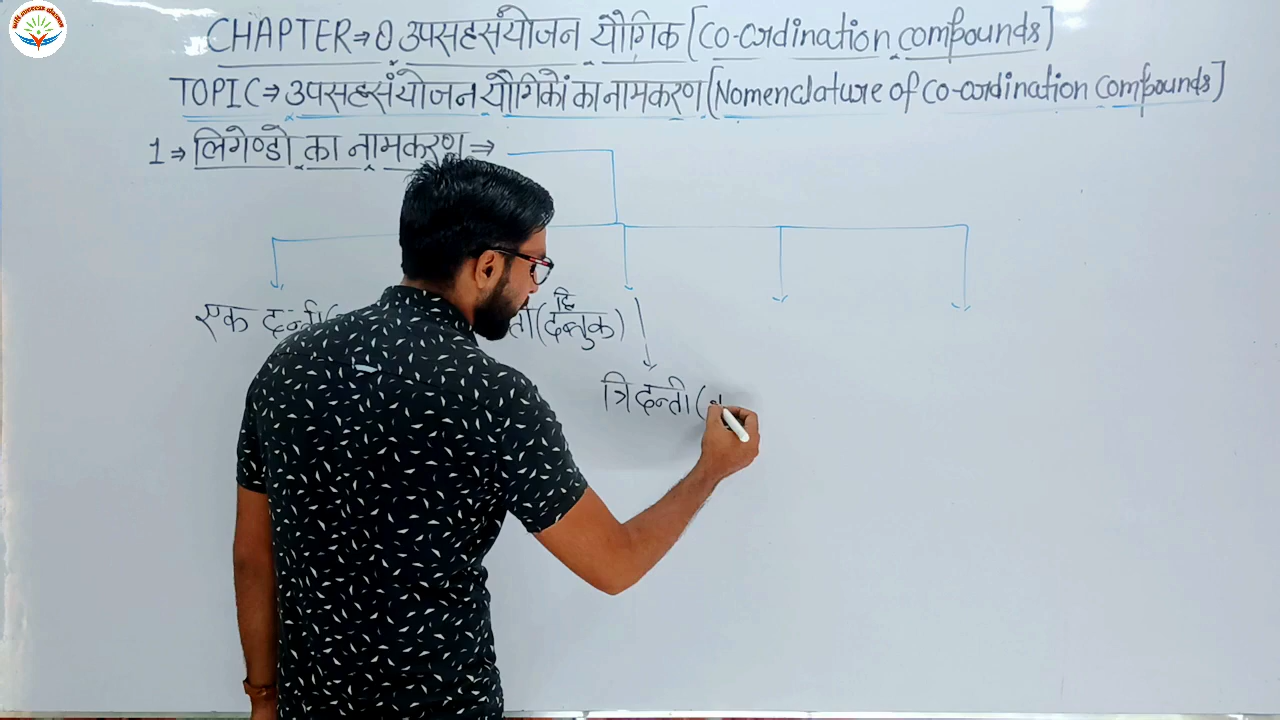 CHAPTER⇒ 9 उपसहसंयोजन यौगिक [co-ordination compounds]
TOPIC⇒ उपसहसंयोजन यौगिकों का नामकरण [Nomenclature of co-ordination compounds]
1⇒ लिगेण्डो का नामकरण ⇒
एक दन्ती( (द्विदन्तुक)
त्रि दन्ती(